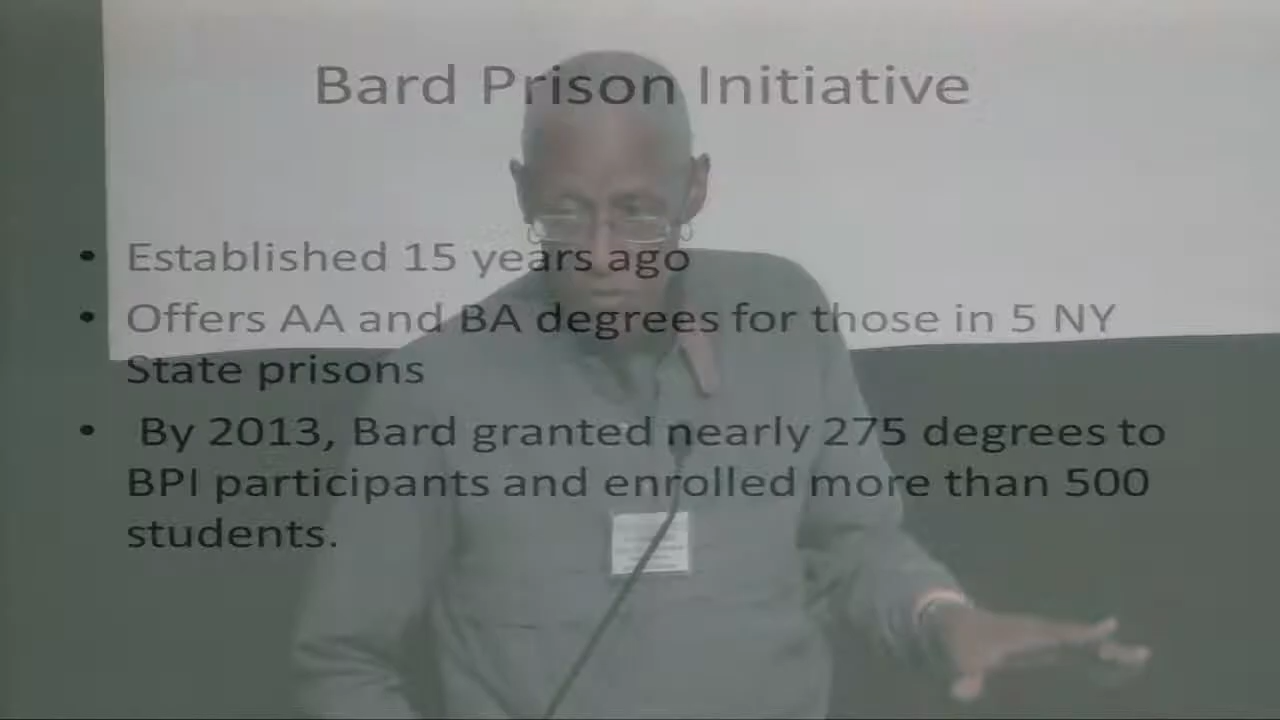 Bard Prison Initiative
• Established 15 years ago
• Offers AA and BA degrees for those in 5 NY
State prisons
• By 2013, Bard granted nearly 275 degrees to
BPI participants and enrolled more than 500
students.